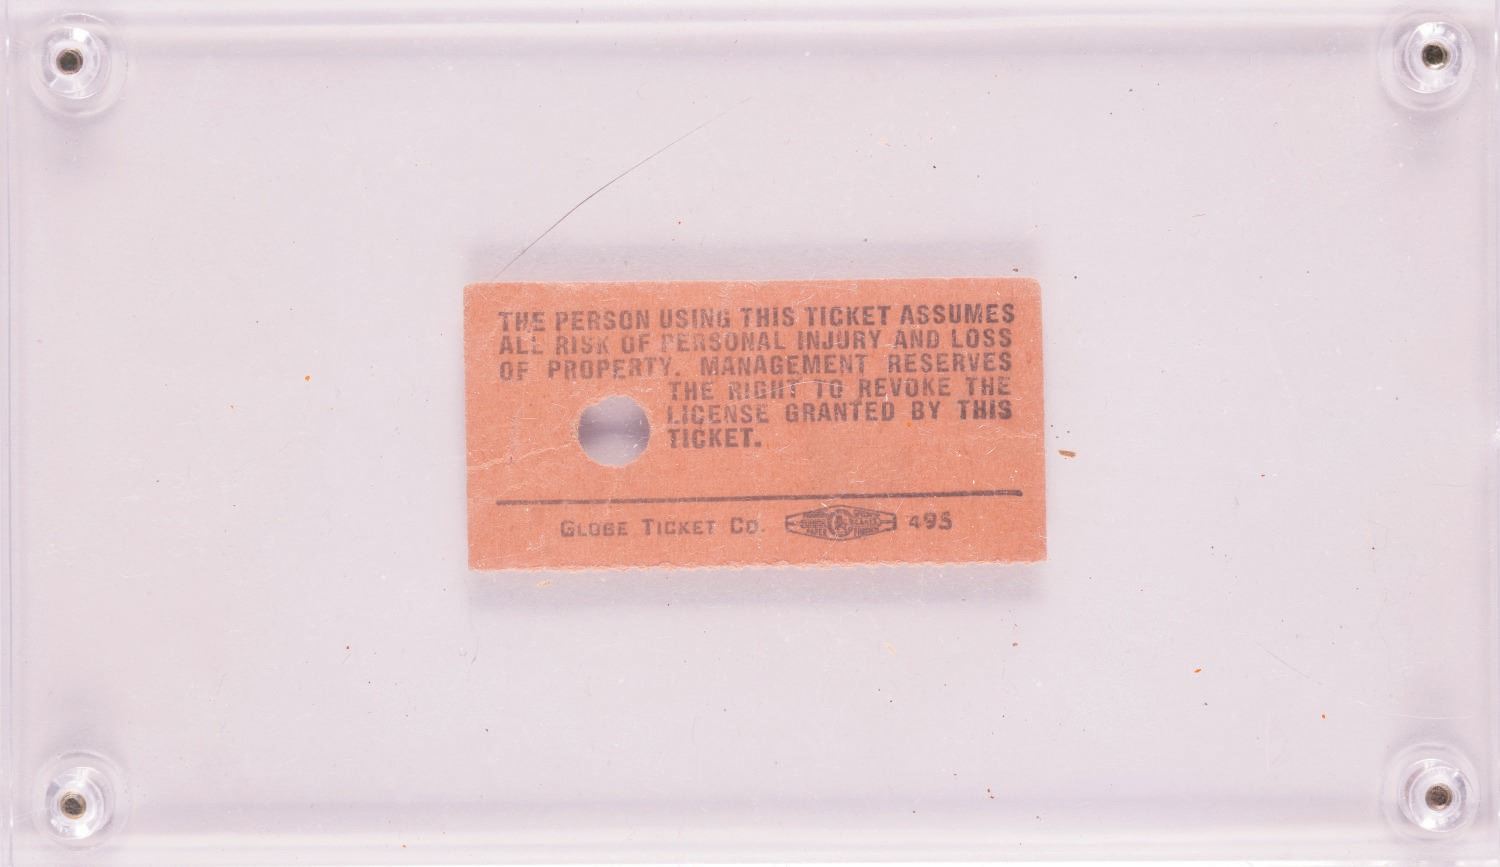 THE PERSON USING THIS TICKET ASSUMES
ALL RISK OF PERSONAL INJURY AND LOSS
OF PROPERTY. MANAGEMENT RESERVES
THE RIGHT TO REVOKE THE
LICENSE GRANTED BY THIS
TICKET.
GLOBE TICKET CO. 495